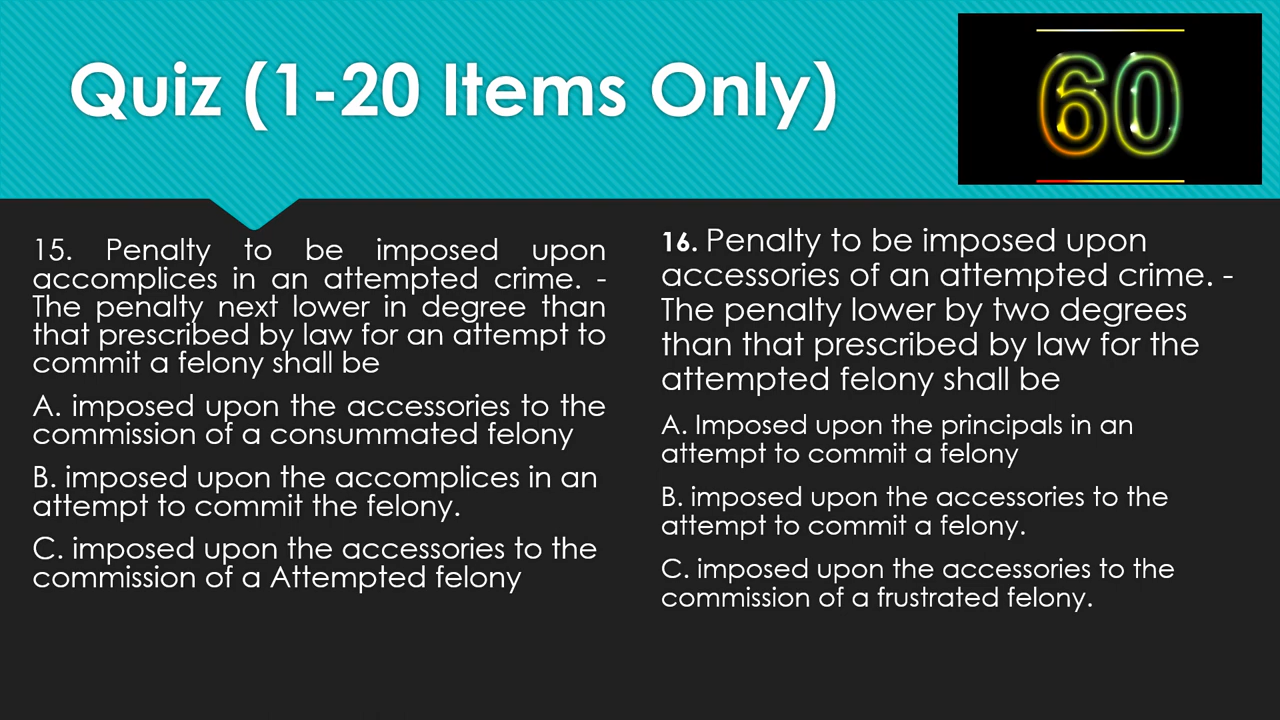 Quiz (1-20 Items Only)
60
15. Penalty to be imposed upon
accomplices in an attempted crime. -
The penalty next lower in degree than
that prescribed by law for an attempt to
commit a felony shall be
A. imposed upon the accessories to the
commission of a consummated felony
B. imposed upon the accomplices in an
attempt to commit the felony.
C. imposed upon the accessories to the
commission of a Attempted felony
16. Penalty to be imposed upon
accessories of an attempted crime. -
The penalty lower by two degrees
than that prescribed by law for the
attempted felony shall be
A. Imposed upon the principals in an
attempt to commit a felony
B. imposed upon the accessories to the
attempt to commit a felony.
C. imposed upon the accessories to the
commission of a frustrated felony.